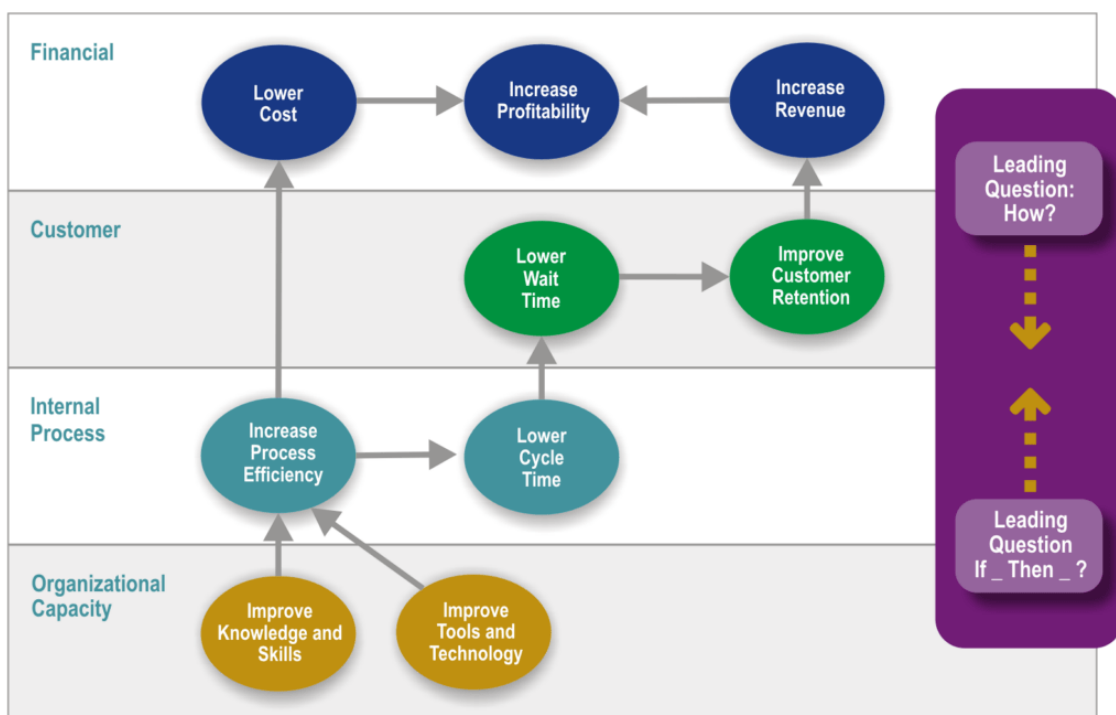 Financial
Lower
Cost
Increase
Profitability
Increase
Revenue
Leading
Question:
How?
Customer
Lower
Wait
Time
Improve
Customer
Retention
Internal
Process
Increase
Process
Efficiency
Lower
Cycle
Time
Leading
Question
If _ Then _ ?
Organizational
Capacity
Improve
Knowledge and
Skills
Improve
Tools and
Technology